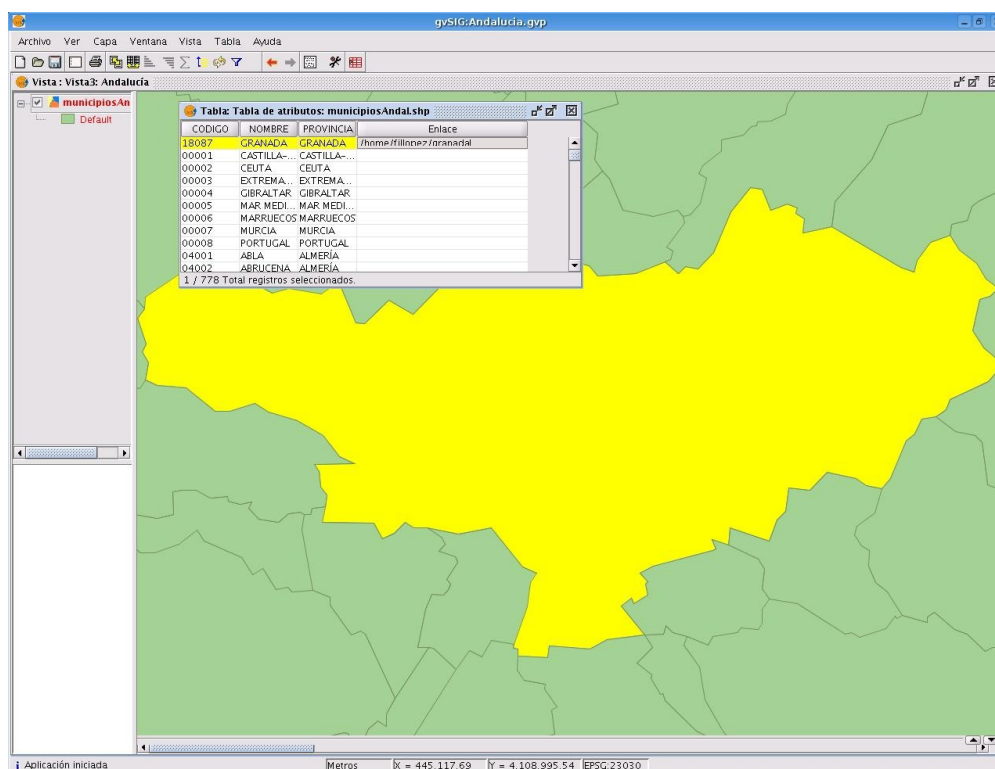 gvSIG:Andalucia.gvp
Archivo Ver Capa Ventana Vista Tabla Ayuda
Vista : Vista3: Andalucía
municipiosAn
Default
Tabla: Tabla de atributos: municipiosAndal.shp
CODIGO NOMBRE PROVINCIA Enlace
18087 GRANADA GRANADA /home/fillopez/granadal
00001 CASTILLA-... CASTILLA-...
00002 CEUTA CEUTA
00003 EXTREMA... EXTREMA...
00004 GIBRALTAR GIBRALTAR
00005 MAR MEDI... MAR MEDI...
00006 MARRUECOS MARRUECOS
00007 MURCIA MURCIA
00008 PORTUGAL PORTUGAL
04001 ABLA ALMERÍA
04002 ABRUCENA ALMERÍA
1 / 778 Total registros seleccionados.
Aplicación iniciada Metros X = 445.117,69 Y = 4.108.995,54 EPSG:23030